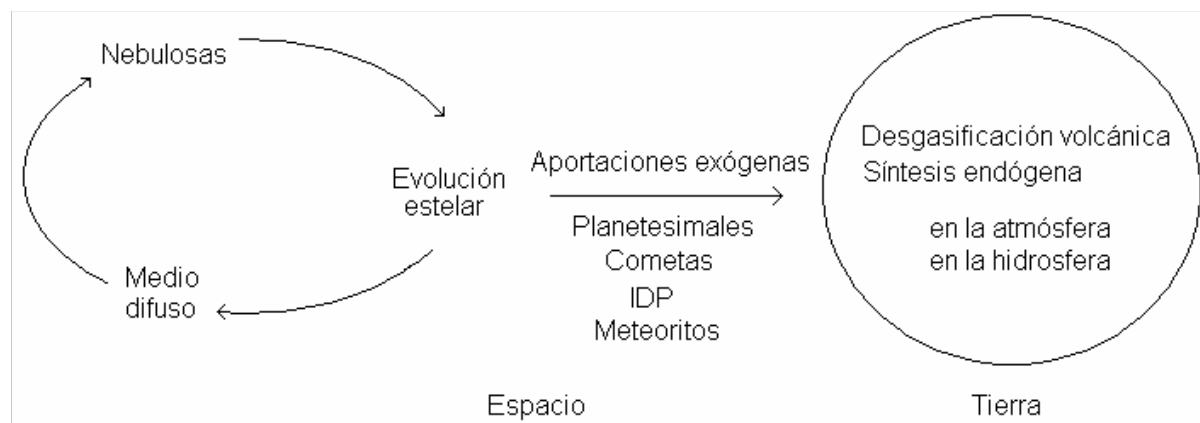 Nebulosas
Evolución
estelar
Medio
difuso
Aportaciones exógenas
Planetesimales
Cometas
IDP
Meteoritos
Desgasificación volcánica
Síntesis endógena
en la atmósfera
en la hidrosfera
Espacio
Tierra